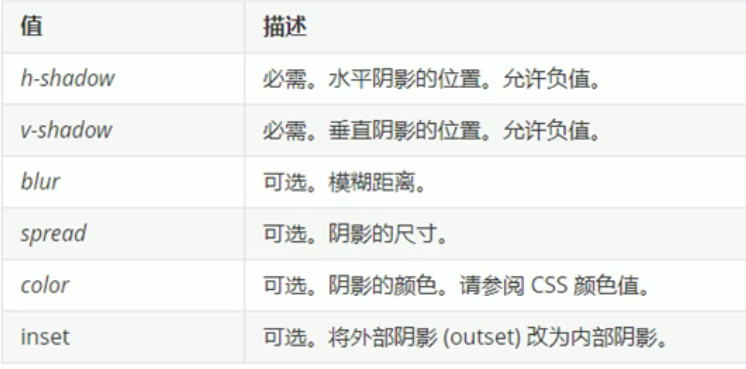 值 描述
h-shadow 必需。水平阴影的位置。允许负值。
v-shadow 必需。垂直阴影的位置。允许负值。
blur 可选。模糊距离。
spread 可选。阴影的尺寸。
color 可选。阴影的颜色。请参阅 CSS 颜色值。
inset 可选。将外部阴影 (outset) 改为内部阴影。